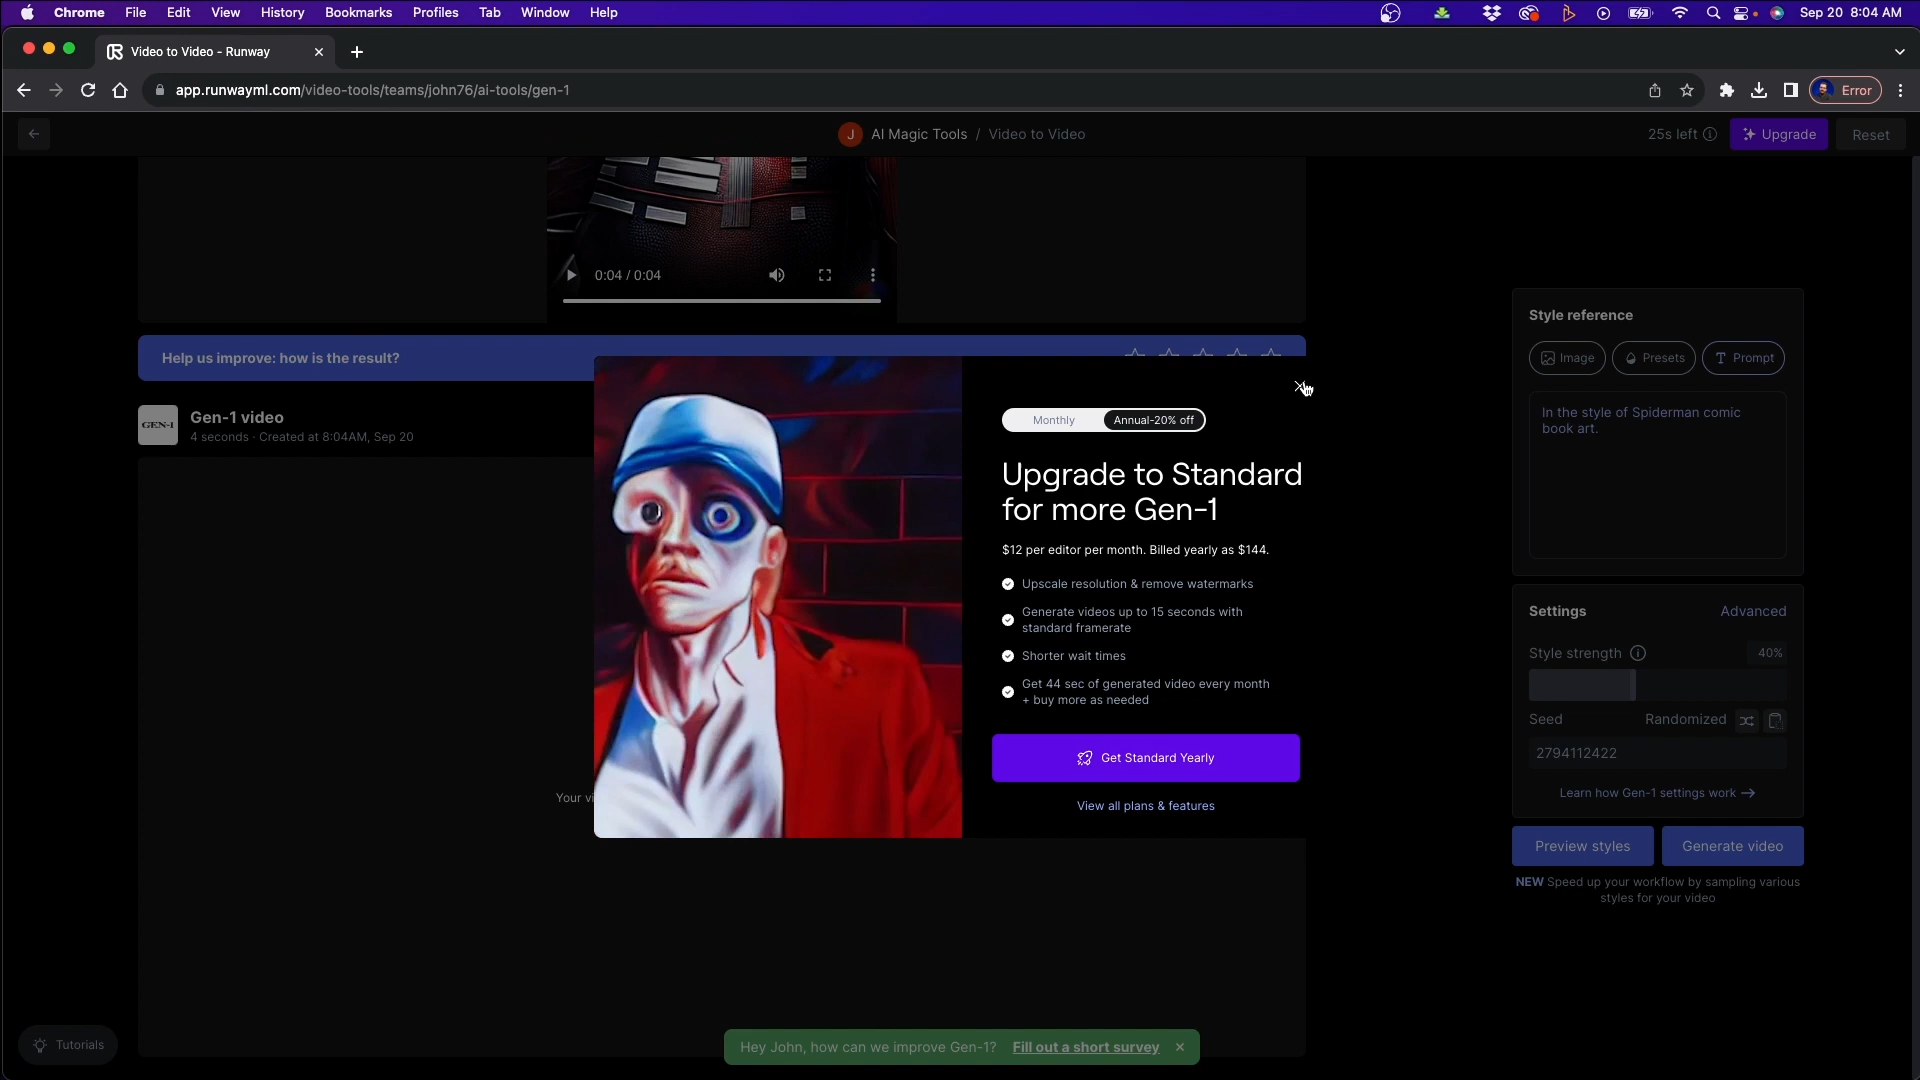 Chrome File Edit View History Bookmarks Profiles Tab Window Help
Sep 20 8:04 AM
Video to Video - Runway
app.runwayml.com/video-tools/teams/john76/ai-tools/gen-1
Error
J AI Magic Tools / Video to Video
25s left
Upgrade
Reset
0:04 / 0:04
Help us improve: how is the result?
GEN-1
Gen-1 video
4 seconds · Created at 8:04AM, Sep 20
Your
Monthly
Annual-20% off
Upgrade to Standard
for more Gen-1
$12 per editor per month. Billed yearly as $144.
Upscale resolution & remove watermarks
Generate videos up to 15 seconds with
standard framerate
Shorter wait times
Get 44 sec of generated video every month
+ buy more as needed
Get Standard Yearly
View all plans & features
Style reference
Image
Presets
Prompt
In the style of Spiderman comic
book art.
Settings
Advanced
Style strength
40%
Seed
Randomized
2794112422
Learn how Gen-1 settings work →
Preview styles
Generate video
NEW Speed up your workflow by sampling various
styles for your video
Tutorials
Hey John, how can we improve Gen-1? Fill out a short survey